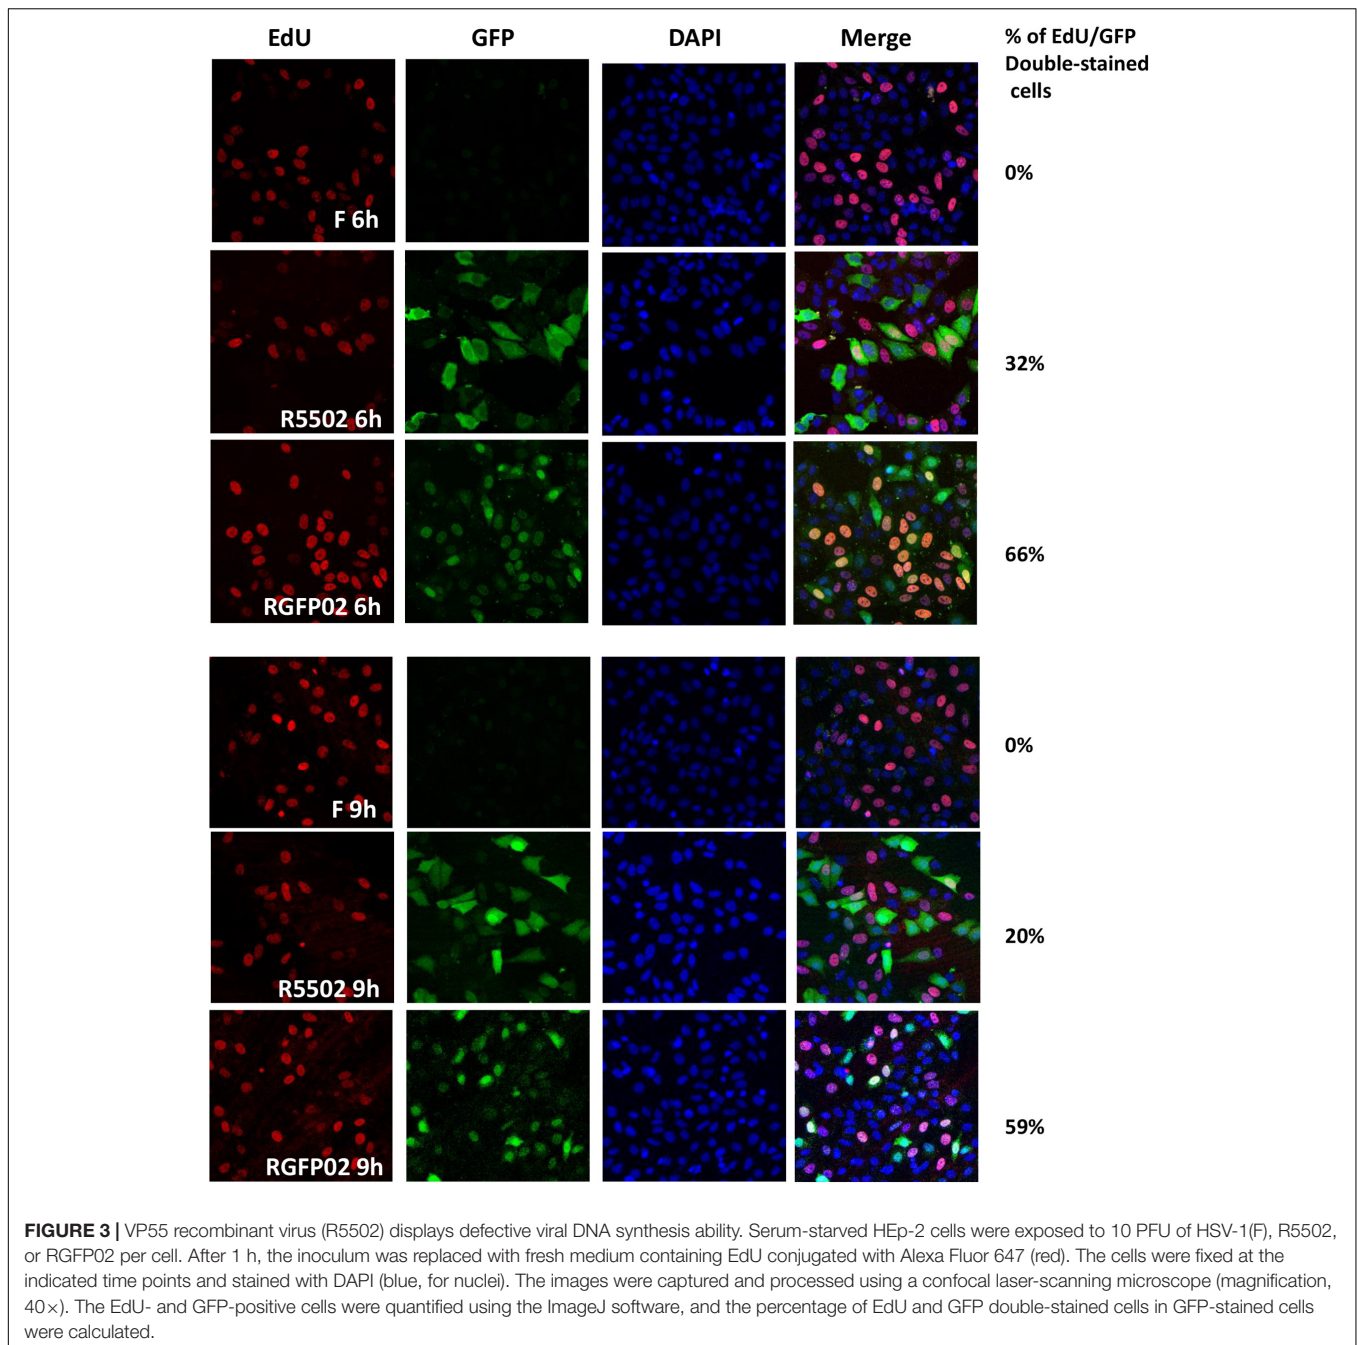 EdU GFP DAPI Merge % of EdU/GFP
Double-stained
cells
F 6h
0%
R5502 6h
32%
RGFP02 6h
66%
F 9h
0%
R5502 9h
20%
RGFP02 9h
59%
FIGURE 3 | VP55 recombinant virus (R5502) displays defective viral DNA synthesis ability. Serum-starved HEp-2 cells were exposed to 10 PFU of HSV-1(F), R5502,
or RGFP02 per cell. After 1 h, the inoculum was replaced with fresh medium containing EdU conjugated with Alexa Fluor 647 (red). The cells were fixed at the
indicated time points and stained with DAPI (blue, for nuclei). The images were captured and processed using a confocal laser-scanning microscope (magnification,
40×). The EdU- and GFP-positive cells were quantified using the ImageJ software, and the percentage of EdU and GFP double-stained cells in GFP-stained cells
were calculated.